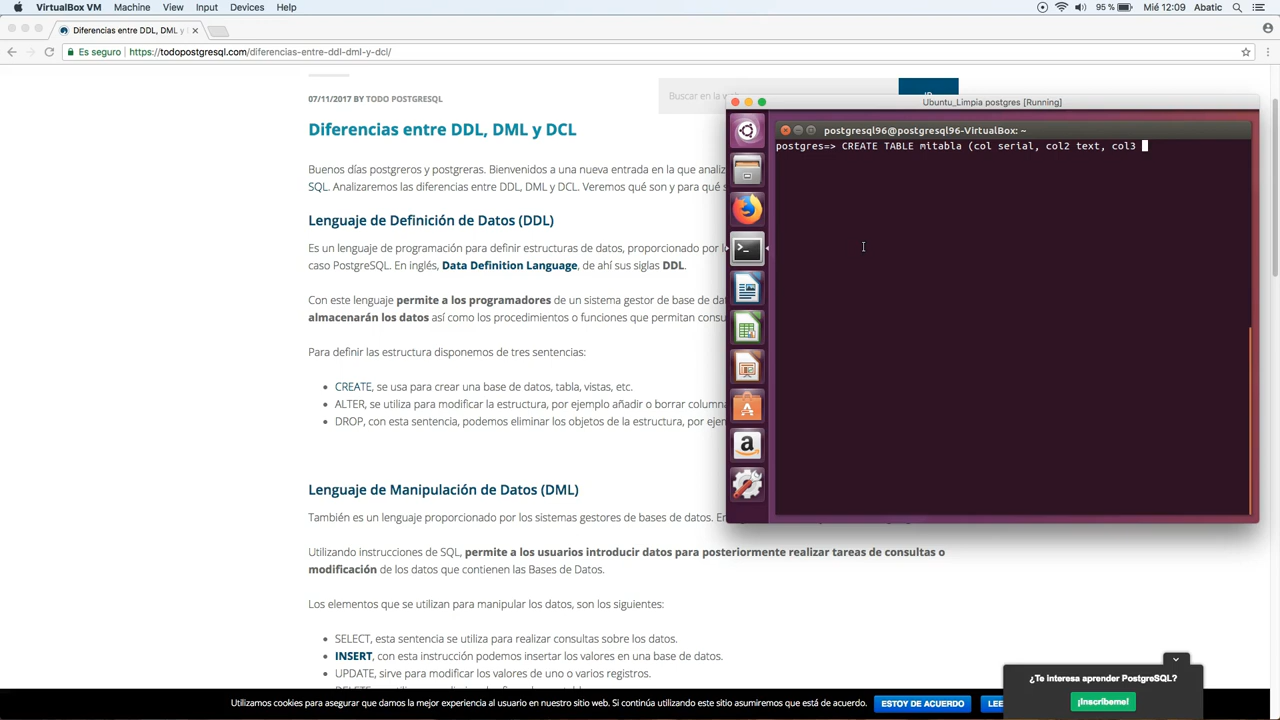 VirtualBox VM Machine View Input Devices Help 95 % Mié 12:09 Abatic
Diferencias entre DDL, DML y
Es seguro https://todopostgresql.com/diferencias-entre-ddl-dml-y-dcl/
07/11/2017 BY TODO POSTGRESQL
Buscar en la
Diferencias entre DDL, DML y DCL
Buenos días postgreros y postgreras. Bienvenidos a una nueva entrada en la que
SQL. Analizaremos las diferencias entre DDL, DML y DCL. Veremos qué son y para qué
Lenguaje de Definición de Datos (DDL)
Es un lenguaje de programación para definir estructuras de datos, proporcionado por
caso PostgreSQL. En inglés, Data Definition Language, de ahí sus siglas DDL.
Con este lenguaje permite a los programadores de un sistema gestor de base de
almacenarán los datos así como los procedimientos o funciones que permitan
Para definir las estructura disponemos de tres sentencias:
CREATE, se usa para crear una base de datos, tabla, vistas, etc.
ALTER, se utiliza para modificar la estructura, por ejemplo añadir o borrar
DROP, con esta sentencia, podemos eliminar los objetos de la estructura, por
Lenguaje de Manipulación de Datos (DML)
También es un lenguaje proporcionado por los sistemas gestores de bases de datos.
Utilizando instrucciones de SQL, permite a los usuarios introducir datos para posteriormente realizar tareas de consultas o
modificación de los datos que contienen las Bases de Datos.
Los elementos que se utilizan para manipular los datos, son los siguientes:
SELECT, esta sentencia se utiliza para realizar consultas sobre los datos.
INSERT, con esta instrucción podemos insertar los valores en una base de datos.
UPDATE, sirve para modificar los valores de uno o varios registros.
Ubuntu_Limpia postgres [Running]
postgresql96@postgresql96-VirtualBox: ~
postgres=> CREATE TABLE mitabla (col serial, col2 text, col3
Utilizamos cookies para asegurar que damos la mejor experiencia al usuario en nuestro sitio web. Si continúa utilizando este sitio asumiremos que está de acuerdo. ESTOY DE ACUERDO LEE
¿Te interesa aprender PostgreSQL?
¡Inscríbeme!